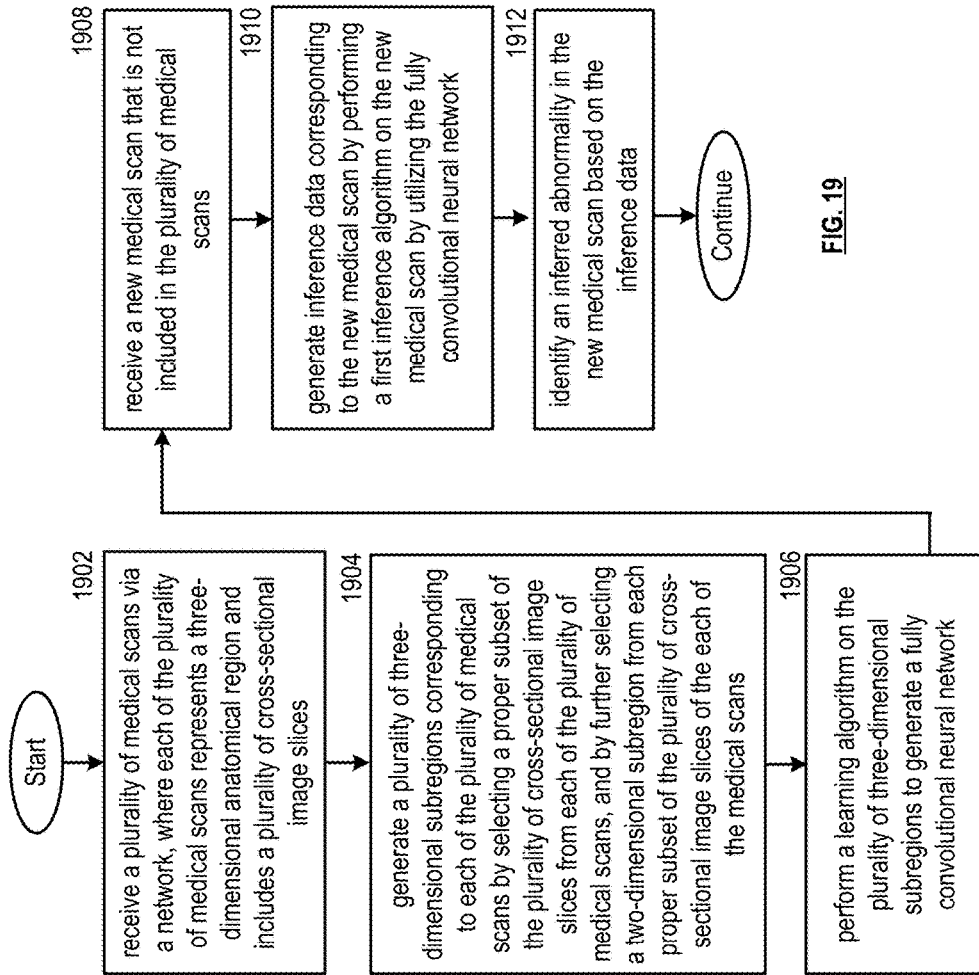 Start
1902
receive a plurality of medical scans via
a network, where each of the plurality
of medical scans represents a three-
dimensional anatomical region and
includes a plurality of cross-sectional
image slices
1904
generate a plurality of three-
dimensional subregions corresponding
to each of the plurality of medical
scans by selecting a proper subset of
the plurality of cross-sectional image
slices from each of the plurality of
medical scans, and by further selecting
a two-dimensional subregion from each
proper subset of the plurality of cross-
sectional image slices of the each of
the medical scans
1906
perform a learning algorithm on the
plurality of three-dimensional
subregions to generate a fully
convolutional neural network
1908
receive a new medical scan that is not
included in the plurality of medical
scans
1910
generate inference data corresponding
to the new medical scan by performing
a first inference algorithm on the new
medical scan by utilizing the fully
convolutional neural network
1912
identify an inferred abnormality in the
new medical scan based on the
inference data
Continue
FIG. 19